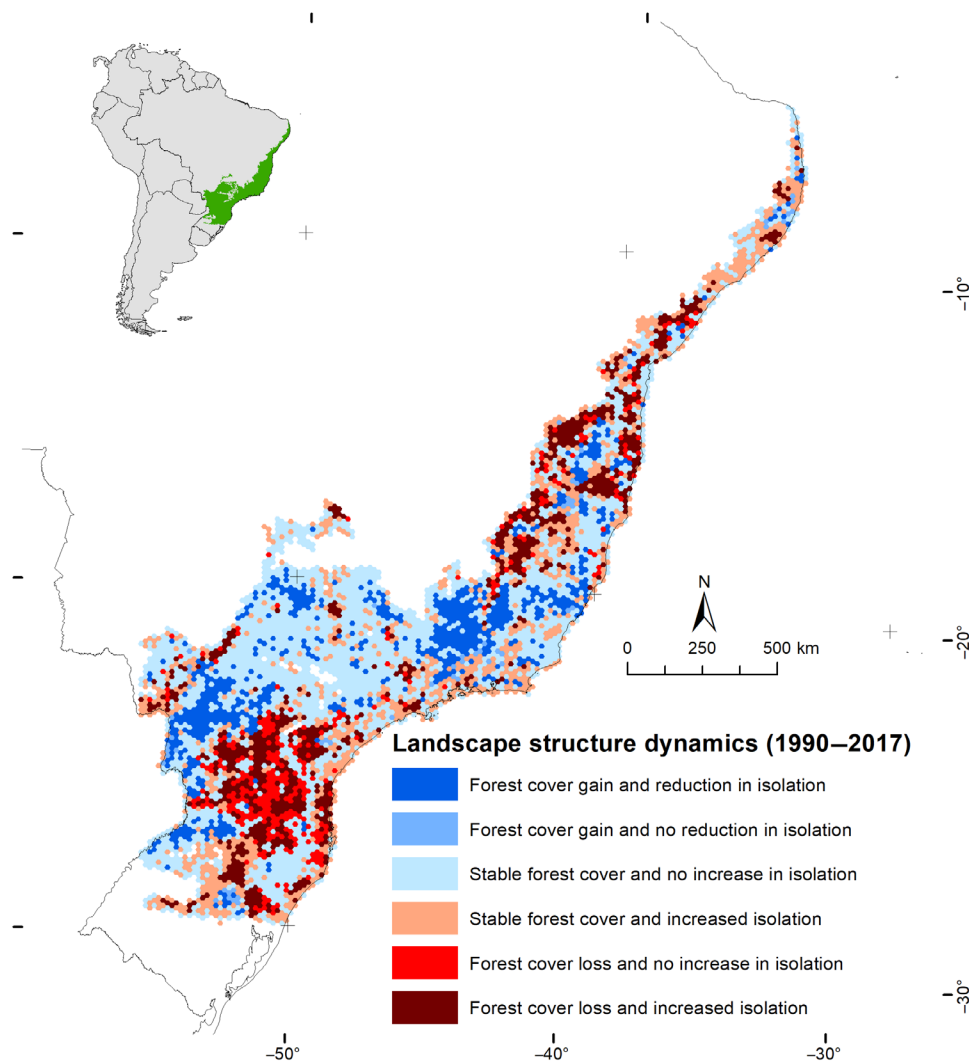 −10°
N
−20°
0 250 500 km
Landscape structure dynamics (1990−2017)
Forest cover gain and reduction in isolation
Forest cover gain and no reduction in isolation
Stable forest cover and no increase in isolation
Stable forest cover and increased isolation
Forest cover loss and no increase in isolation
Forest cover loss and increased isolation
−30°
−50° −40° −30°